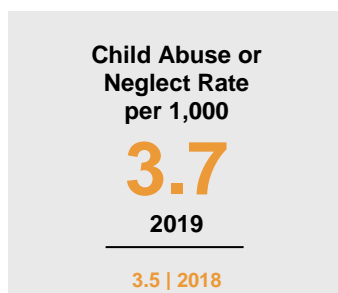 Child Abuse or
Neglect Rate
per 1,000
3.7
2019
3.5 | 2018